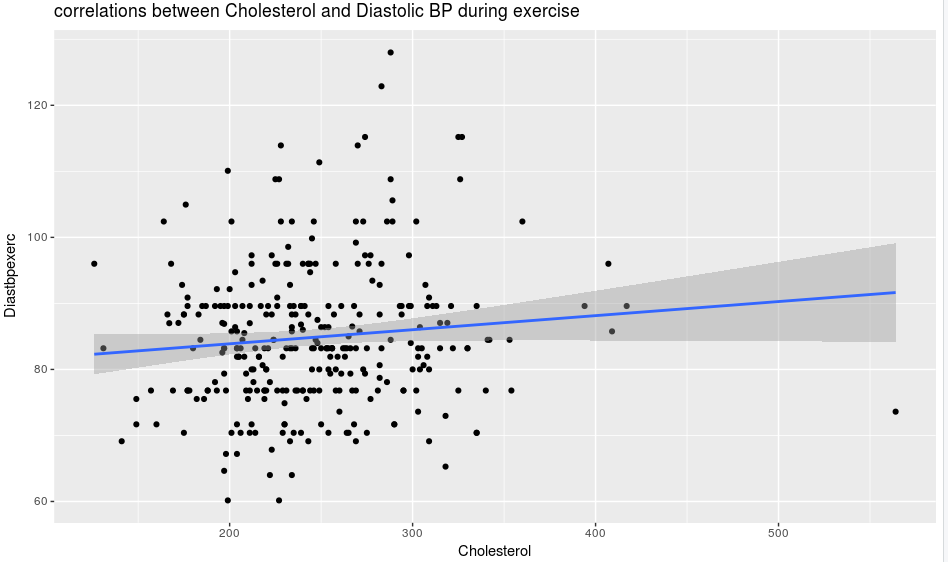 correlations between Cholesterol and Diastolic BP during exercise
120
100
80
60
Diastbpexerc
200 300 400 500
Cholesterol